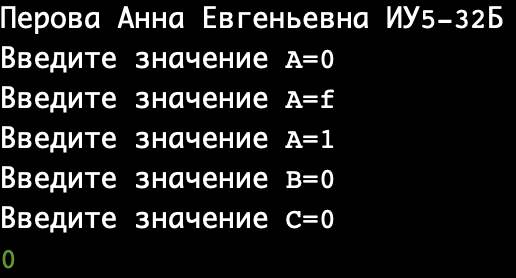 Перова Анна Евгеньевна ИУ5-32Б
Введите значение A=0
Введите значение A=f
Введите значение A=1
Введите значение B=0
Введите значение C=0
0